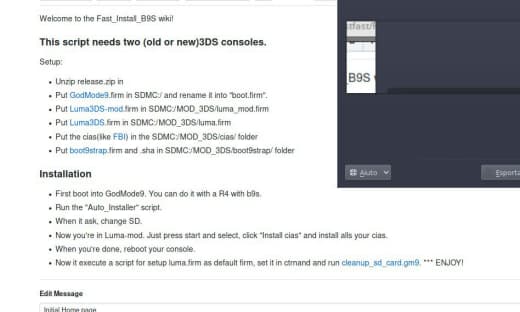 Welcome to the Fast_Install_B9S wiki!
This script needs two (old or new)3DS consoles.
Setup:
Unzip release.zip in
Put GodMode9.firm in SDMC:/ and rename it into "boot.firm".
Put Luma3DS-mod.firm in SDMC:/MOD_3DS/luma_mod.firm
Put Luma3DS.firm in SDMC:/MOD_3DS/luma.firm
Put the cias(like FBI) in the SDMC:/MOD_3DS/cias/ folder
Put boot9strap.firm and .sha in SDMC:/MOD_3DS/boot9strap/ folder
Installation
First boot into GodMode9. You can do it with a R4 with b9s.
Run the "Auto_Installer" script.
When it ask, change SD.
Now you're in Luma-mod. Just press start and select, click "Install cias" and install alls your cias.
When you're done, reboot your console.
Now it execute a script for setup luma.firm as default firm, set it in ctrnand and run cleanup_sd_card.gm9. *** ENJOY!
Edit Message
Initial Home page
B9S
Aiuto